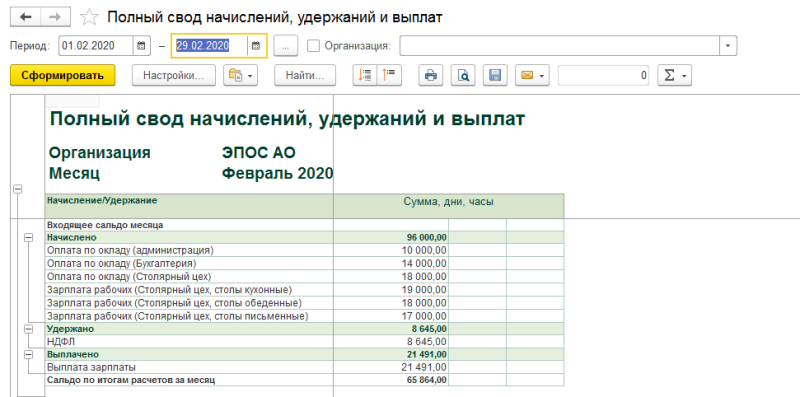 Полный свод начислений, удержаний и выплат
Период: 01.02.2020 – 29.02.2020 ... Организация:
Сформировать Настройки... Найти... 0 Σ
Полный свод начислений, удержаний и выплат
Организация ЭПОС АО
Месяц Февраль 2020
Начисление/Удержание Сумма, дни, часы
Входящее сальдо месяца
Начислено 96 000,00
Оплата по окладу (администрация) 10 000,00
Оплата по окладу (Бухгалтерия) 14 000,00
Оплата по окладу (Столярный цех) 18 000,00
Зарплата рабочих (Столярный цех, столы кухонные) 19 000,00
Зарплата рабочих (Столярный цех, столы обеденные) 18 000,00
Зарплата рабочих (Столярный цех, столы письменные) 17 000,00
Удержано 8 645,00
НДФЛ 8 645,00
Выплачено 21 491,00
Выплата зарплаты 21 491,00
Сальдо по итогам расчетов за месяц 65 864,00